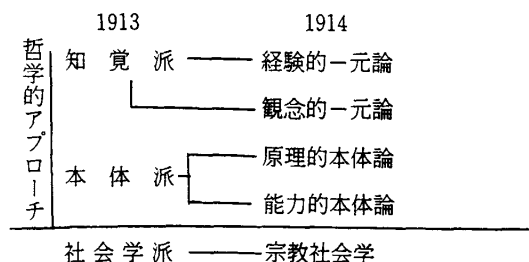 1913 1914
哲学的アプローチ
知覚派 経験的一元論
観念的一元論
本体派 原理的本体論
能力的本体論
社会学派 宗教社会学